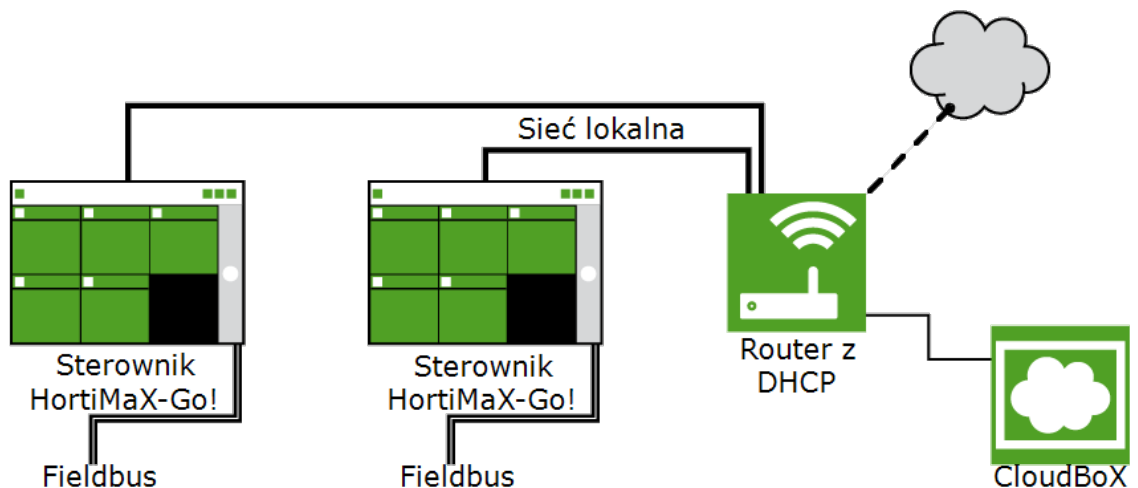 Sieć lokalna
Sterownik
HortiMaX-Go!
Sterownik
HortiMaX-Go!
Router z
DHCP
Fieldbus
Fieldbus
CloudBoX